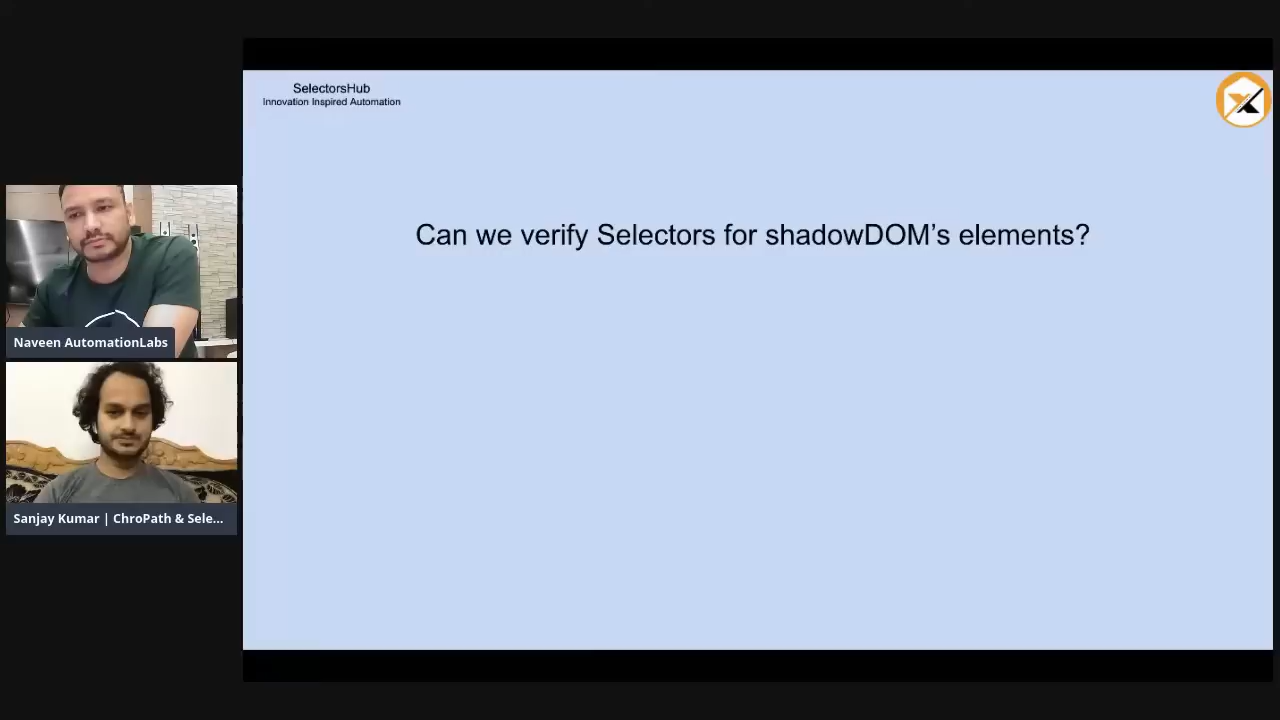 SelectorsHub
Innovation Inspired Automation
Can we verify Selectors for shadowDOM's elements?
Naveen AutomationLabs
Sanjay Kumar | ChroPath & Sele...